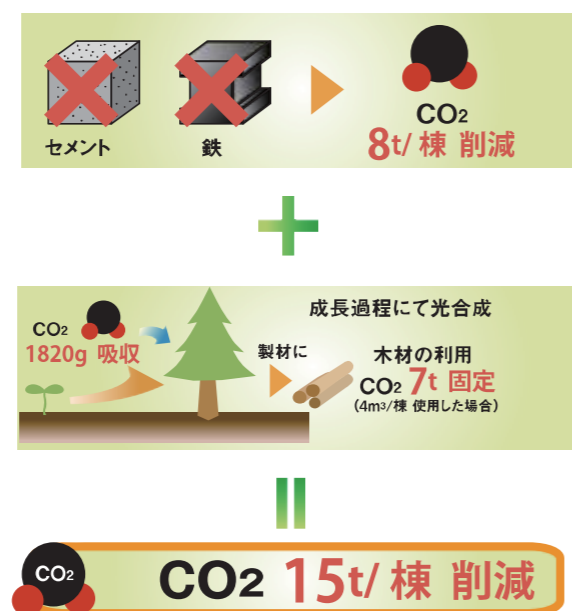 セメント
鉄
CO2
8t/棟 削減
+
成長過程にて光合成
CO2
1820g 吸収
製材に
木材の利用
CO2 7t 固定
(4m3/棟 使用した場合)
CO2
CO2 15t/棟 削減